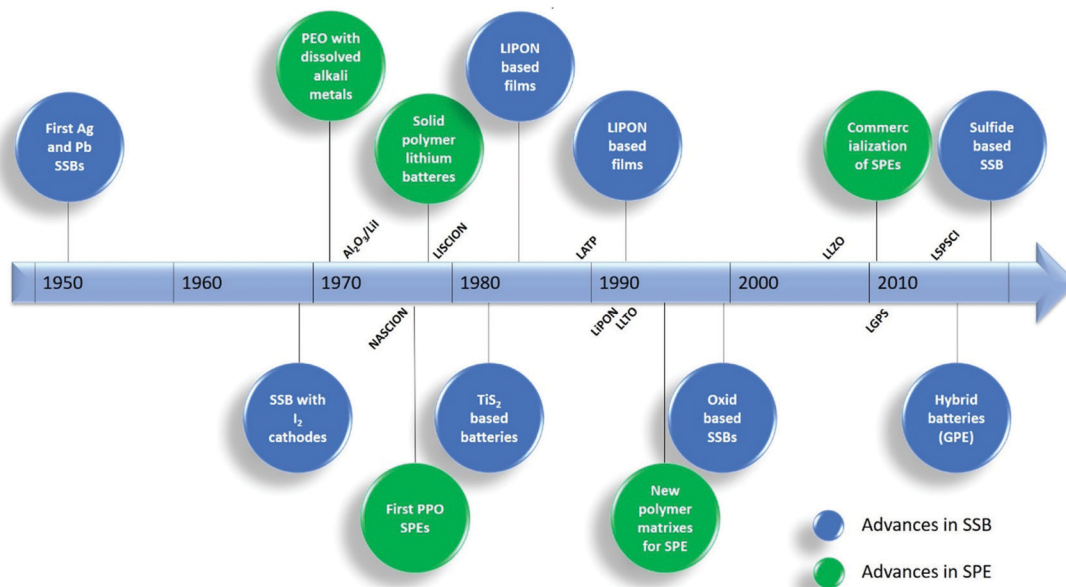 PEO with
dissolved
alkali
metals
LIPON
based
films
First Ag
and Pb
SSBs
Solid
polymer
lithium
batteres
LIPON
based
films
Commerc
ialization
of SPEs
Sulfide
based
SSB
Al₂O₃/LiI
LISCION
LATP
LLZO
LSPSCl
1950
1960
1970
1980
1990
2000
2010
NASCION
LiPON
LLTO
LGPS
SSB with
I₂
cathodes
TiS₂
based
batteries
Oxid
based
SSBs
Hybrid
batteries
(GPE)
First PPO
SPEs
New
polymer
matrixes
for SPE
Advances in SSB
Advances in SPE